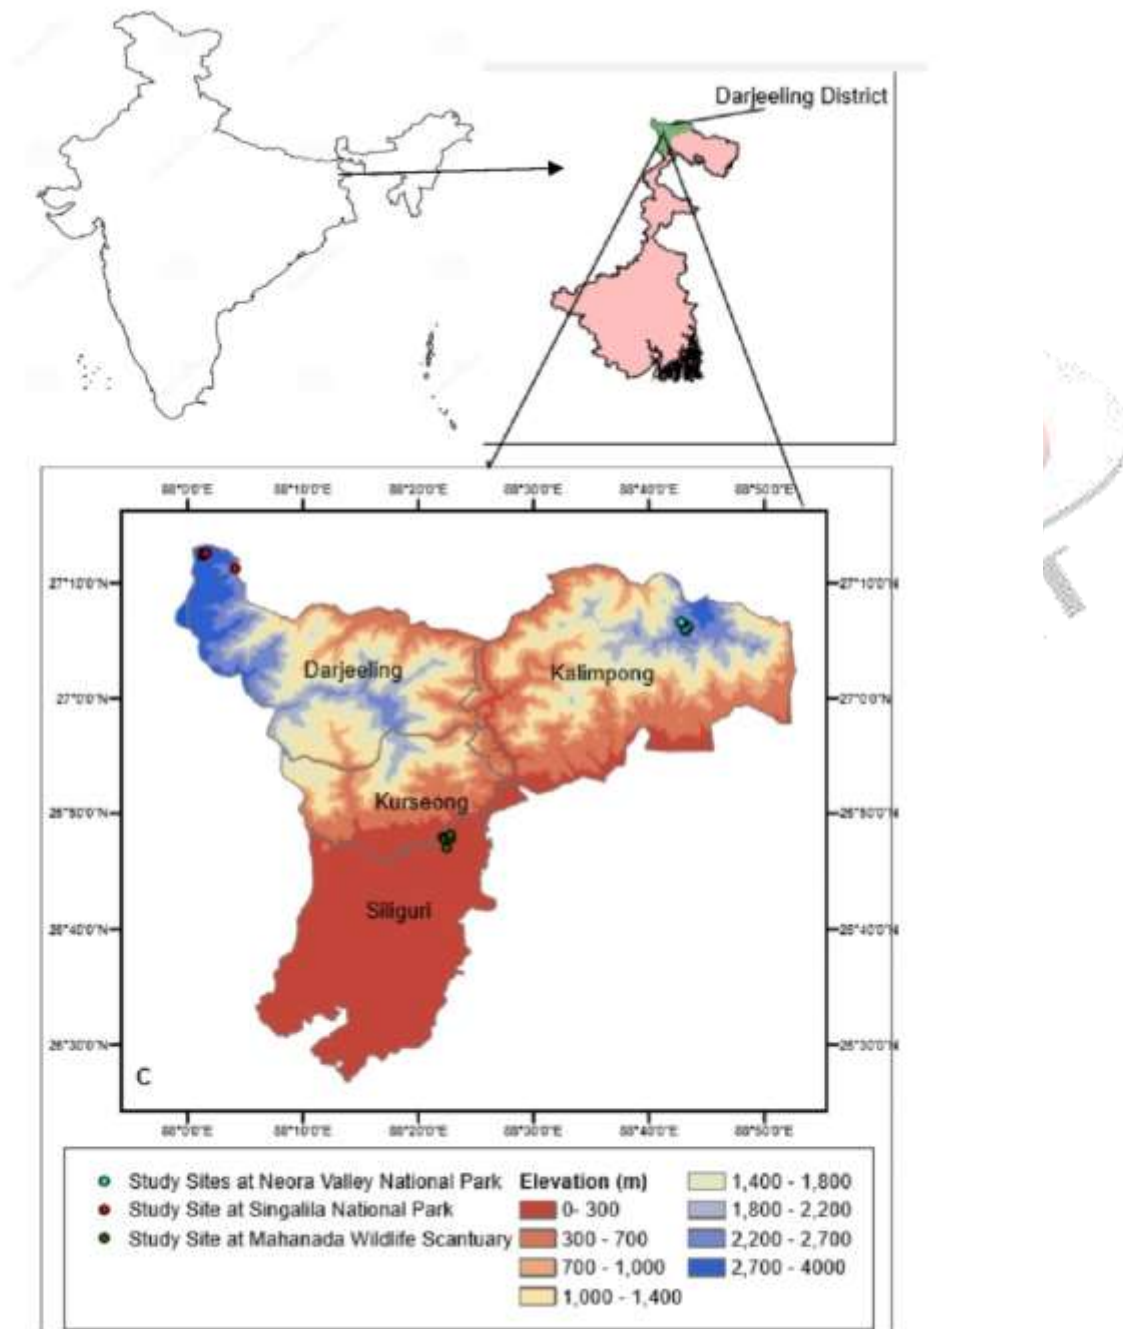 Darjeeling District
88°0'0"E 88°10'0"E 88°20'0"E 88°30'0"E 88°40'0"E 88°50'0"E
27°10'0"N 27°10'0"N
Darjeeling Kalimpong
27°0'0"N 27°0'0"N
26°50'0"N Kurseong 26°50'0"N
Siliguri
26°40'0"N 26°40'0"N
26°30'0"N 26°30'0"N
C
88°0'0"E 88°10'0"E 88°20'0"E 88°30'0"E 88°40'0"E 88°50'0"E
Study Sites at Neora Valley National Park
Study Site at Singalila National Park
Study Site at Mahanada Wildlife Scantuary
Elevation (m)
0- 300
300 - 700
700 - 1,000
1,000 - 1,400
1,400 - 1,800
1,800 - 2,200
2,200 - 2,700
2,700 - 4000